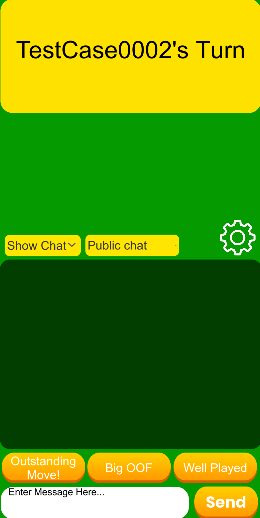 TestCase0002's Turn
Show Chat
Public chat
Outstanding
Move!
Big OOF
Well Played
Enter Message Here...
Send